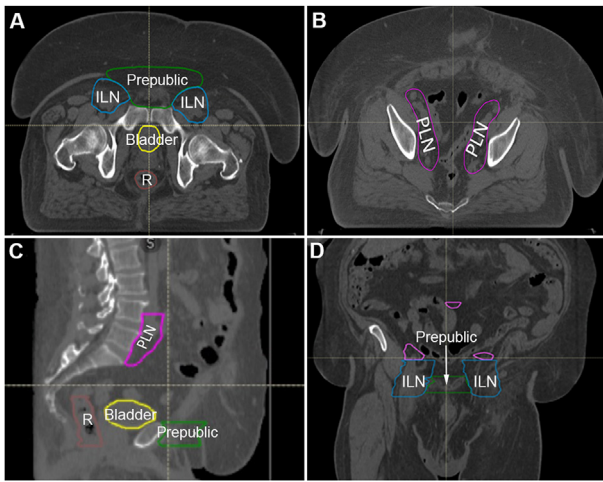 A
Prepublic
ILN
ILN
Bladder
R
B
PLN
PLN
C
S
PLN
R
Bladder
Prepublic
D
Prepublic
ILN
ILN